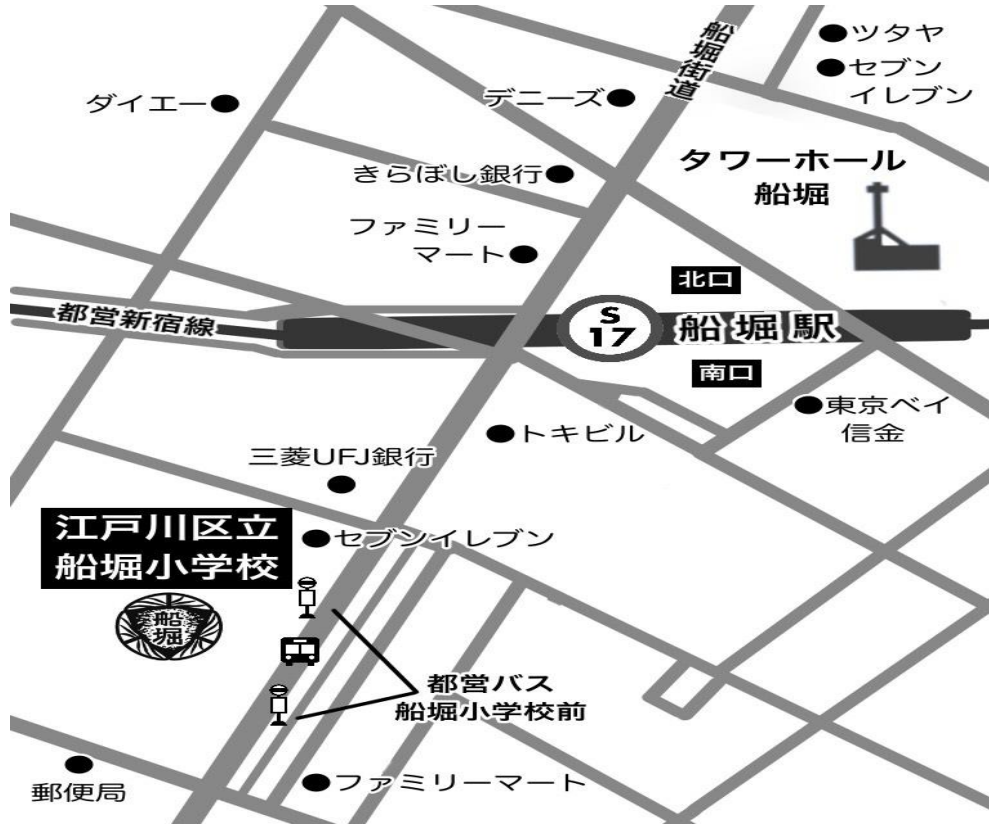 船堀街道
ツタヤ
セブン
イレブン
ダイエー
デニーズ
タワーホール
船堀
きらぼし銀行
ファミリー
マート
北口
都営新宿線
S
17
船堀駅
南口
東京ベイ
信金
トキビル
三菱UFJ銀行
江戸川区立
船堀小学校
セブンイレブン
船
堀
都営バス
船堀小学校前
郵便局
ファミリーマート